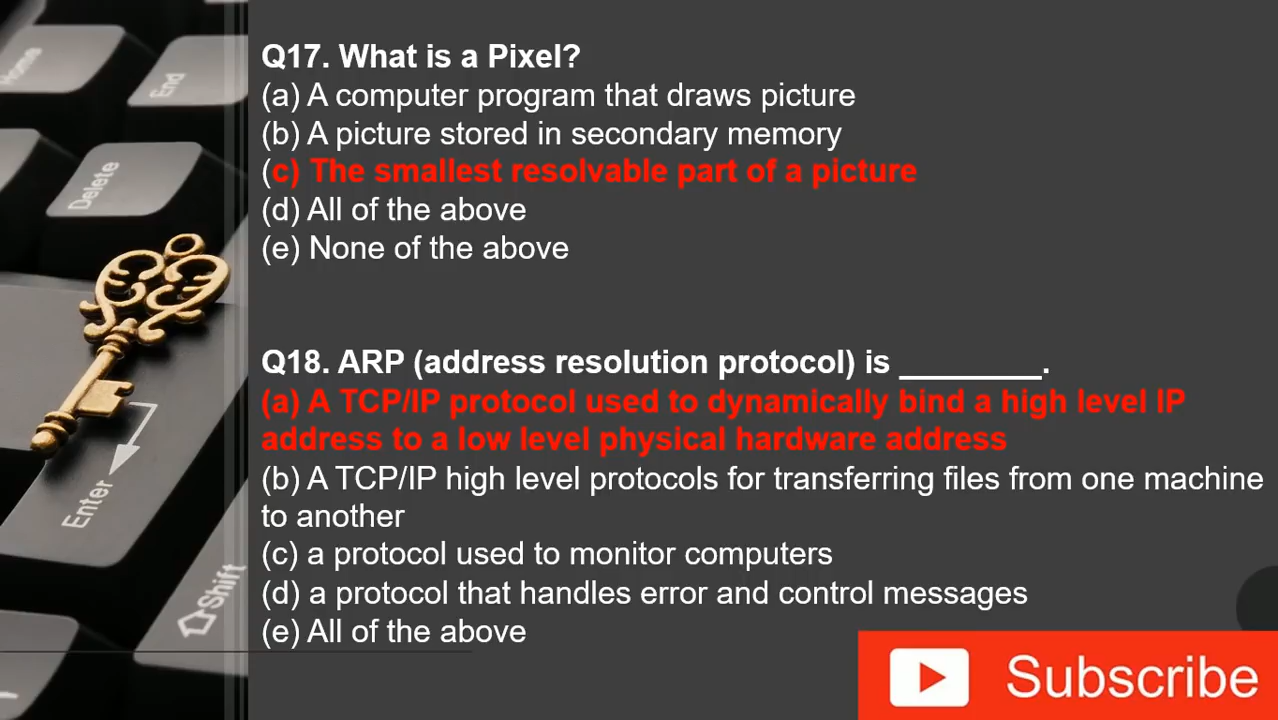 Home
End
Delete
Enter
Shift
Q17. What is a Pixel?
(a) A computer program that draws picture
(b) A picture stored in secondary memory
(c) The smallest resolvable part of a picture
(d) All of the above
(e) None of the above
Q18. ARP (address resolution protocol) is ________.
(a) A TCP/IP protocol used to dynamically bind a high level IP
address to a low level physical hardware address
(b) A TCP/IP high level protocols for transferring files from one machine
to another
(c) a protocol used to monitor computers
(d) a protocol that handles error and control messages
(e) All of the above
Subscribe